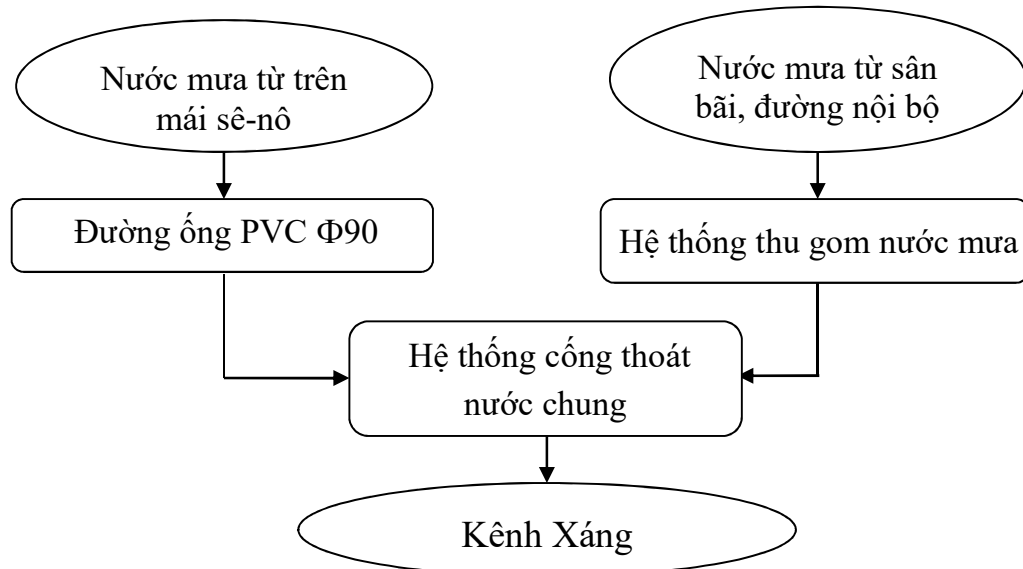 Nước mưa từ trên
mái sê-nô
Nước mưa từ sân
bãi, đường nội bộ
Đường ống PVC Φ90
Hệ thống thu gom nước mưa
Hệ thống cống thoát
nước chung
Kênh Xáng